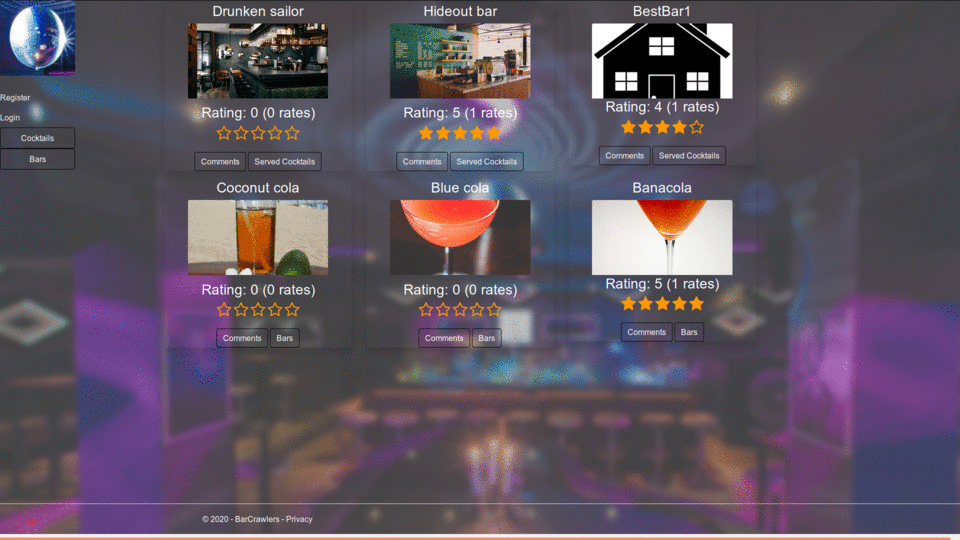 Register
Login
Cocktails
Bars
Drunken sailor
Rating: 0 (0 rates)
Comments
Served Cocktails
Hideout bar
Rating: 5 (1 rates)
Comments
Served Cocktails
BestBar1
Rating: 4 (1 rates)
Comments
Served Cocktails
Coconut cola
Rating: 0 (0 rates)
Comments
Bars
Blue cola
Rating: 0 (0 rates)
Comments
Bars
Banacola
Rating: 5 (1 rates)
Comments
Bars
© 2020 - BarCrawlers - Privacy